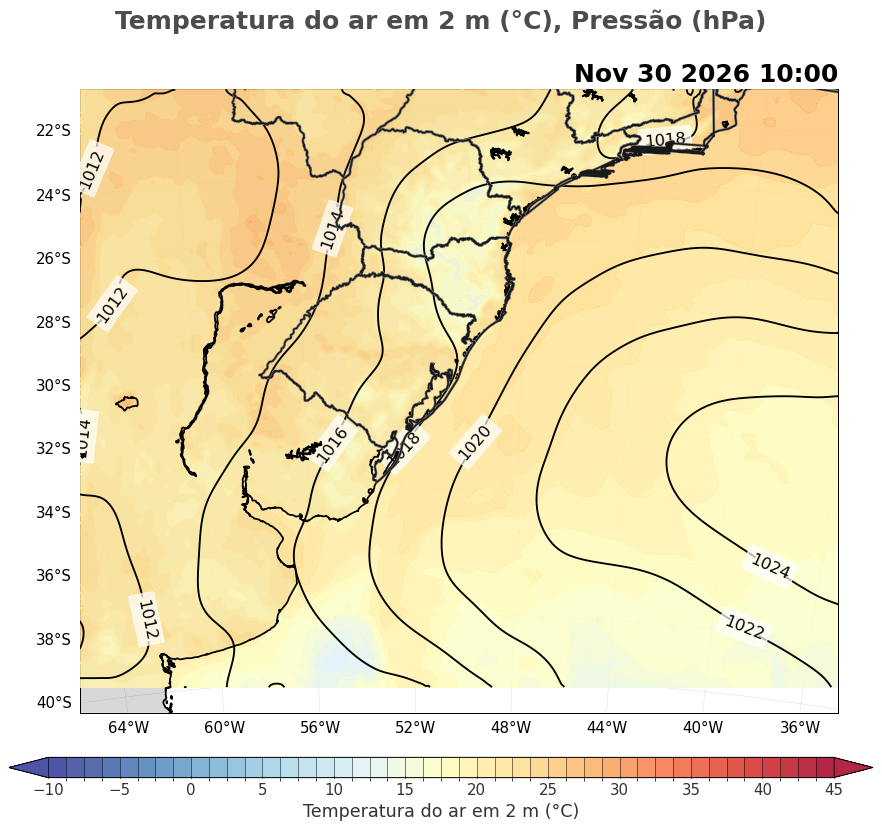 Temperatura do ar em 2 m (°C), Pressão (hPa)
Nov 30 2026 10:00
22°S
24°S
26°S
28°S
30°S
32°S
34°S
36°S
38°S
40°S
1012
1018
1014
1012
1014
1016
1018
1020
1024
1022
1012
64°W
60°W
56°W
52°W
48°W
44°W
40°W
36°W
−10
−5
0
5
10
15
20
25
30
35
40
45
Temperatura do ar em 2 m (°C)